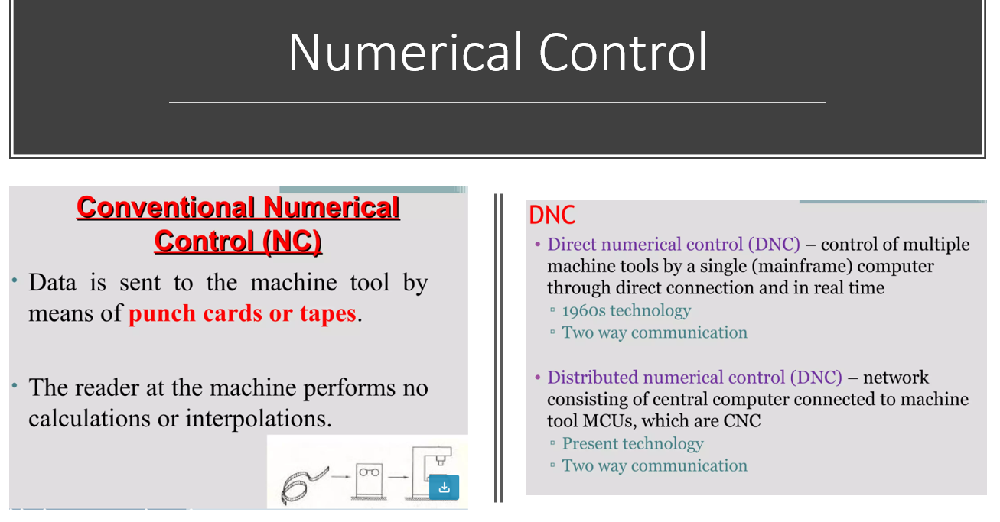 Numerical Control
Conventional Numerical
Control (NC)
• Data is sent to the machine tool by
means of punch cards or tapes.
• The reader at the machine performs no
calculations or interpolations.
DNC
• Direct numerical control (DNC) – control of multiple
machine tools by a single (mainframe) computer
through direct connection and in real time
▫ 1960s technology
▫ Two way communication
• Distributed numerical control (DNC) – network
consisting of central computer connected to machine
tool MCUs, which are CNC
▫ Present technology
▫ Two way communication